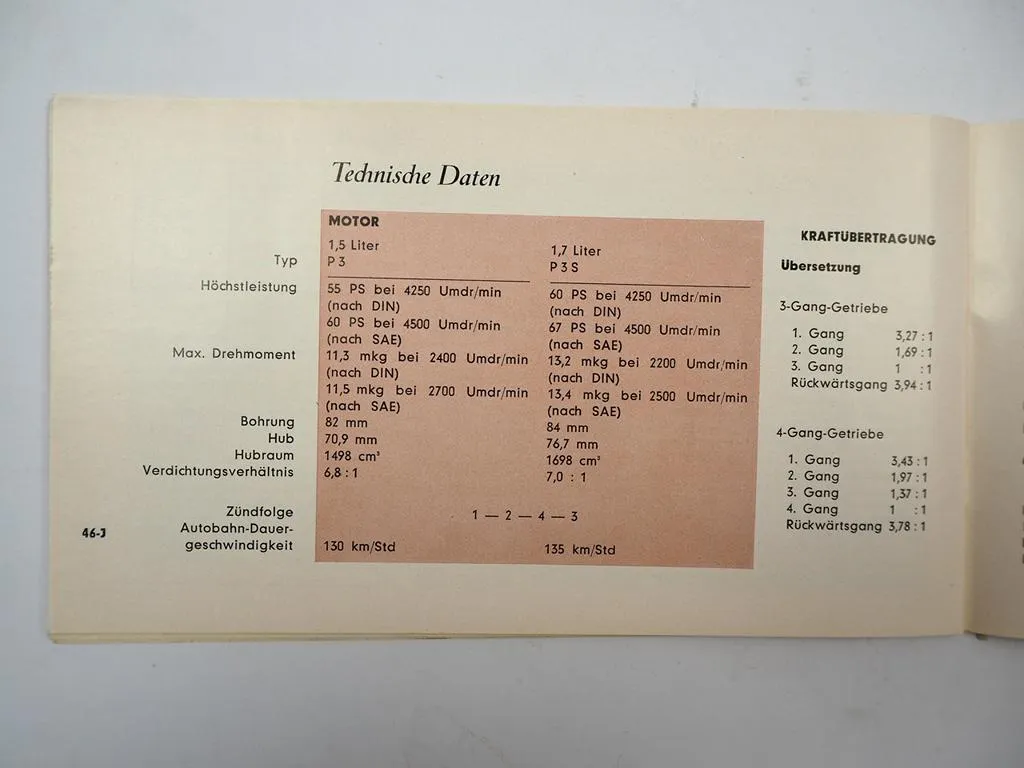 Technische Daten
MOTOR
1,5 Liter 1,7 Liter
Typ P 3 P 3 S
Höchstleistung 55 PS bei 4250 Umdr/min 60 PS bei 4250 Umdr/min
(nach DIN) (nach DIN)
60 PS bei 4500 Umdr/min 67 PS bei 4500 Umdr/min
(nach SAE) (nach SAE)
Max. Drehmoment 11,3 mkg bei 2400 Umdr/min 13,2 mkg bei 2200 Umdr/min
(nach DIN) (nach DIN)
11,5 mkg bei 2700 Umdr/min 13,4 mkg bei 2500 Umdr/min
(nach SAE) (nach SAE)
Bohrung 82 mm 84 mm
Hub 70,9 mm 76,7 mm
Hubraum 1498 cm³ 1698 cm³
Verdichtungsverhältnis 6,8 : 1 7,0 : 1
Zündfolge 1 — 2 — 4 — 3
Autobahn-Dauer-
geschwindigkeit 130 km/Std 135 km/Std
46-J
KRAFTÜBERTRAGUNG
Übersetzung
3-Gang-Getriebe
1. Gang 3,27 : 1
2. Gang 1,69 : 1
3. Gang 1 : 1
Rückwärtsgang 3,94 : 1
4-Gang-Getriebe
1. Gang 3,43 : 1
2. Gang 1,97 : 1
3. Gang 1,37 : 1
4. Gang 1 : 1
Rückwärtsgang 3,78 : 1